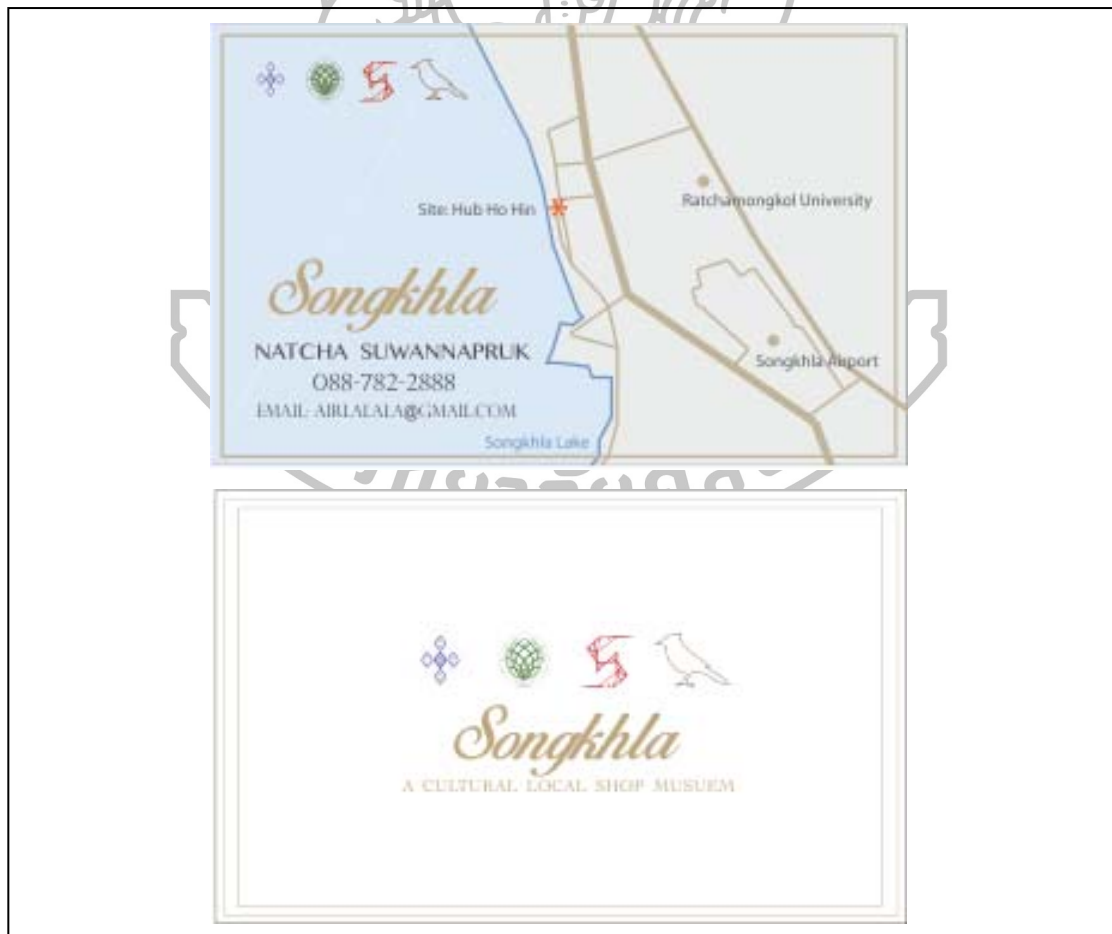 Site: Hub Ho Hin
Ratchamongkol University
Songkhla
NATCHA SUWANNAPRUK
Songkhla Airport
088-782-2888
EMAIL: AIRLALALA@GMAIL.COM
Songkhla Lake
Songkhla
A CULTURAL LOCAL SHOP MUSUEM